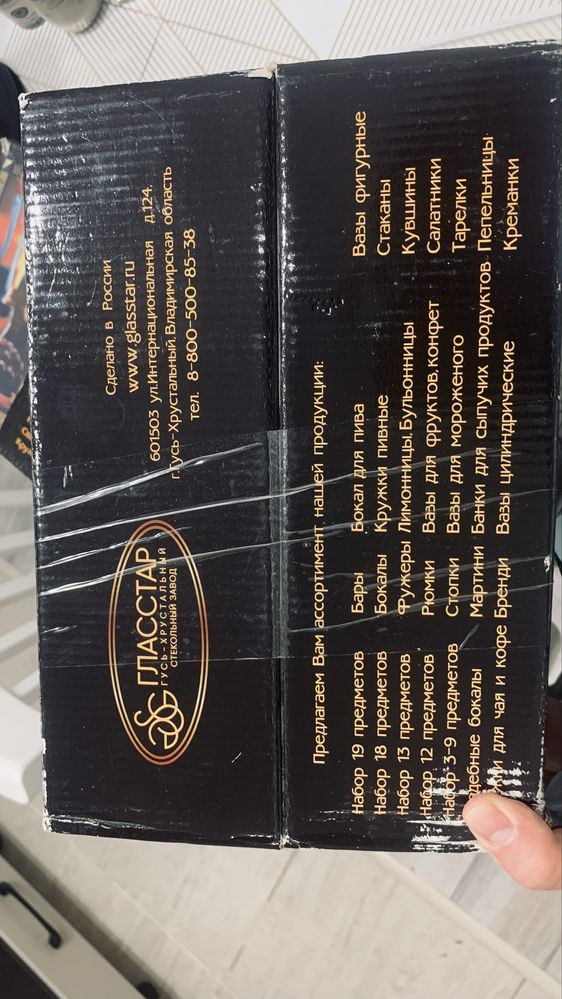 ГЛАССТАР
ГУСЬ-ХРУСТАЛЬНЫЙ
СТЕКОЛЬНЫЙ ЗАВОД
Сделано в России
www.glasstar.ru
601503 ул.Интернациональная д.124.
г.Гусь-Хрустальный.Владимирская область
тел. 8-800-500-85-38
Предлагаем Вам ассортимент нашей продукции:
Набор 19 предметов Бары Бокал для пива Вазы фигурные
Набор 18 предметов Бокалы Кружки пивные Стаканы
Набор 13 предметов Фужеры Лимонницы.Бульонницы Кувшины
Набор 12 предметов Рюмки Вазы для фруктов.конфет Салатники
Набор 3-9 предметов Стопки Вазы для мороженого Тарелки
бокалы Мартини Банки для сыпучих продуктов Пепельницы
для чая и кофе Бренди Вазы цилиндрические Креманки